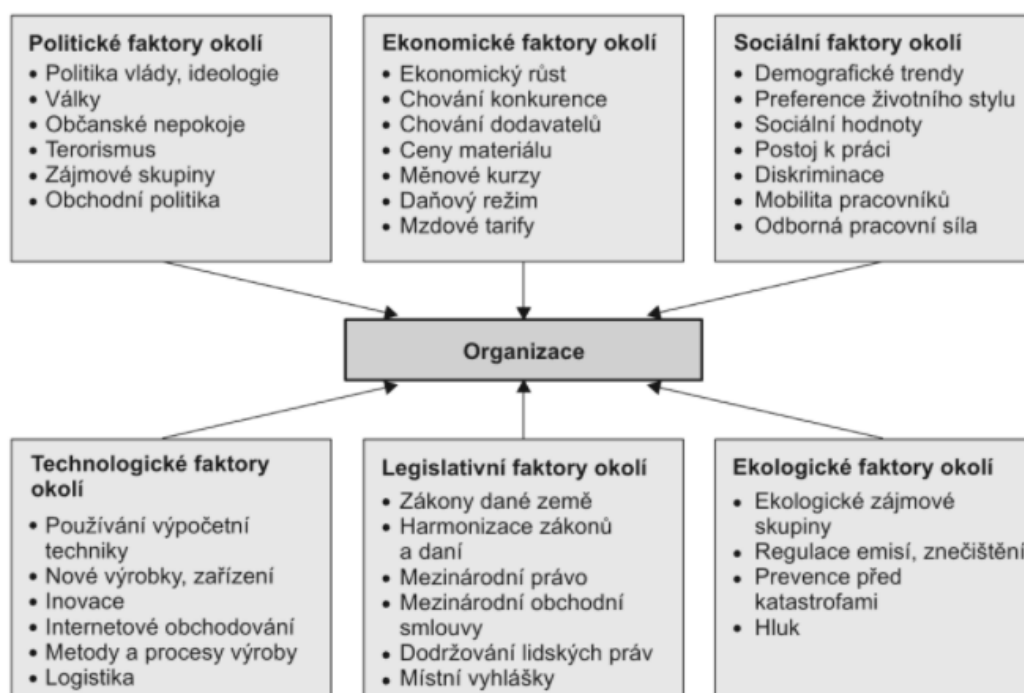 Politické faktory okolí
• Politika vlády, ideologie
• Války
• Občanské nepokoje
• Terorismus
• Zájmové skupiny
• Obchodní politika
Ekonomické faktory okolí
• Ekonomický růst
• Chování konkurence
• Chování dodavatelů
• Ceny materiálu
• Měnové kurzy
• Daňový režim
• Mzdové tarify
Sociální faktory okolí
• Demografické trendy
• Preference životního stylu
• Sociální hodnoty
• Postoj k práci
• Diskriminace
• Mobilita pracovníků
• Odborná pracovní síla
Organizace
Technologické faktory
okolí
• Používání výpočetní
techniky
• Nové výrobky, zařízení
• Inovace
• Internetové obchodování
• Metody a procesy výroby
• Logistika
Legislativní faktory okolí
• Zákony dané země
• Harmonizace zákonů
a daní
• Mezinárodní právo
• Mezinárodní obchodní
smlouvy
• Dodržování lidských práv
• Místní vyhlášky
Ekologické faktory okolí
• Ekologické zájmové
skupiny
• Regulace emisí, znečištění
• Prevence před
katastrofami
• Hluk